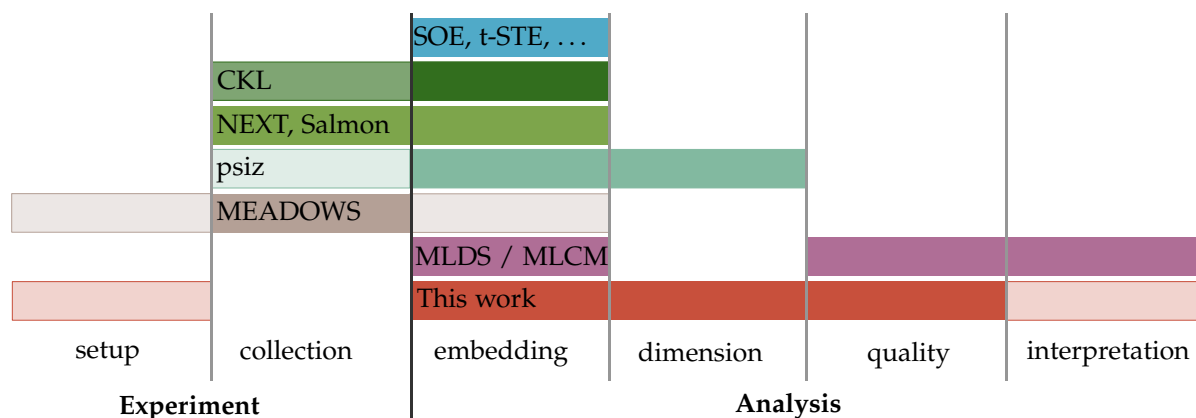 SOE, t-STE, ...
CKL
NEXT, Salmon
psiz
MEADOWS
MLDS / MLCM
This work
setup collection embedding dimension quality interpretation
Experiment Analysis